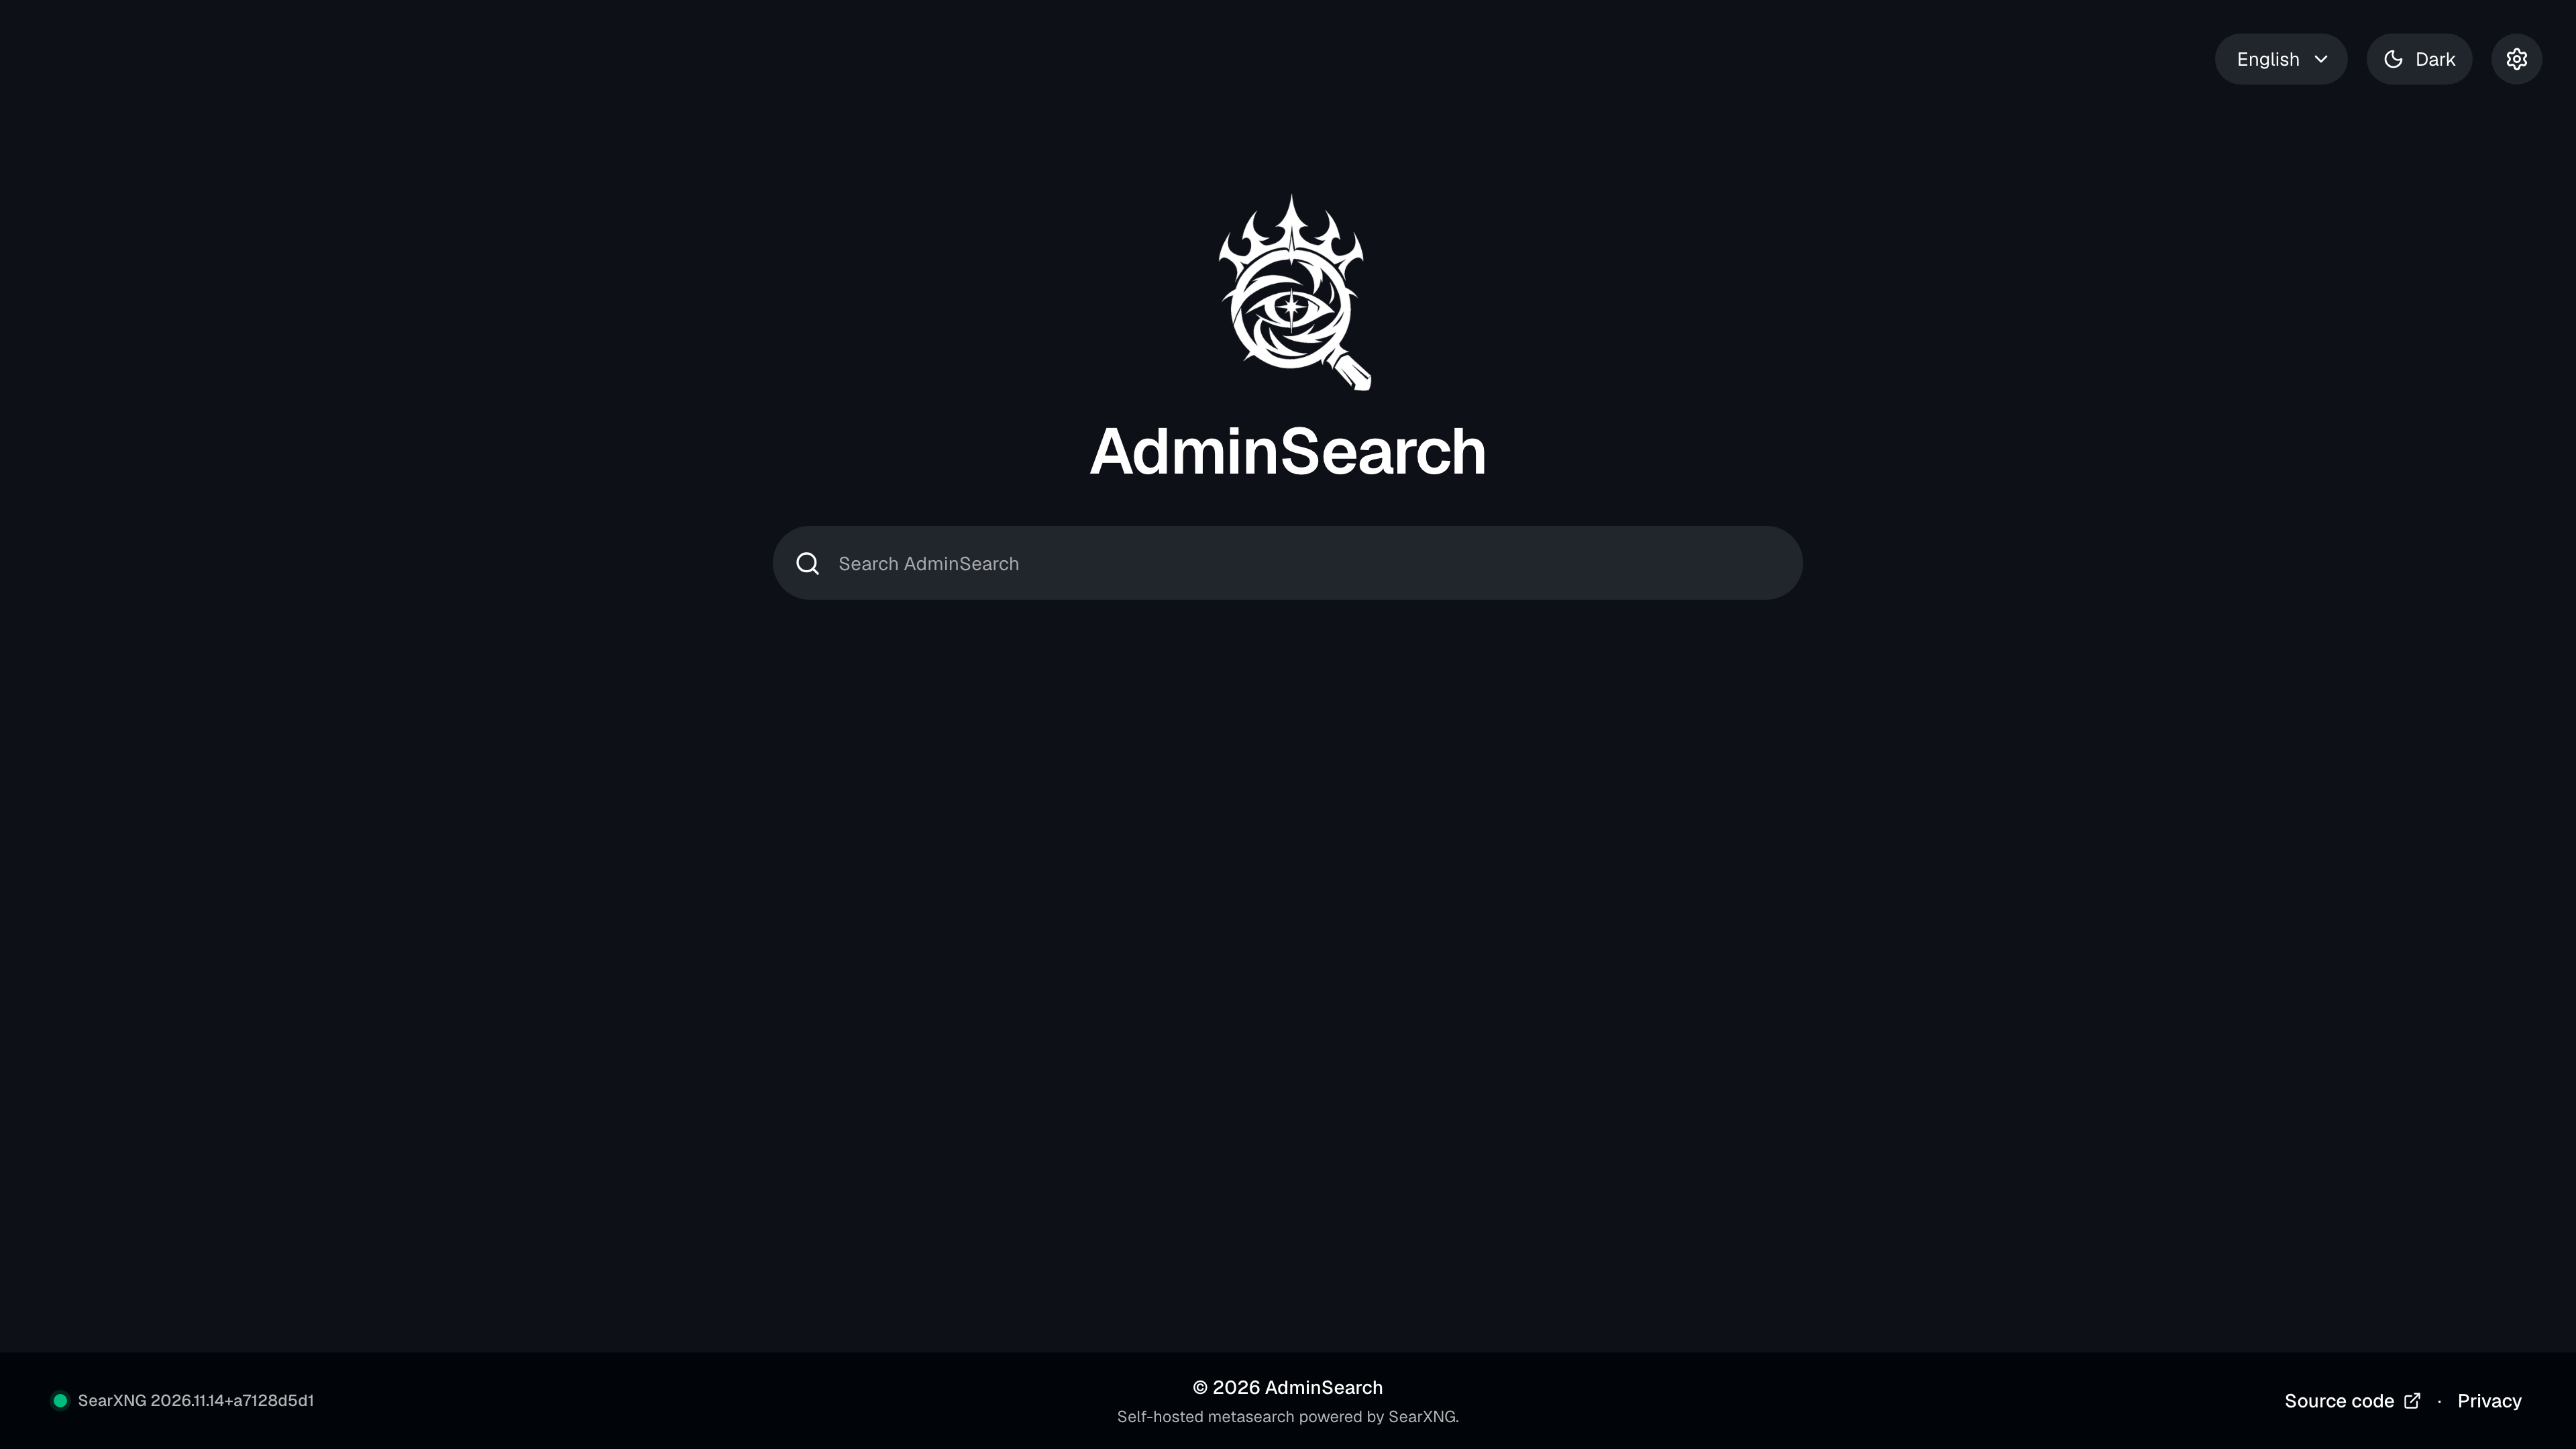 English
Dark
AdminSearch
Search AdminSearch
SearXNG 2026.11.14+a7128d5d1
© 2026 AdminSearch
Self-hosted metasearch powered by SearXNG.
Source code · Privacy